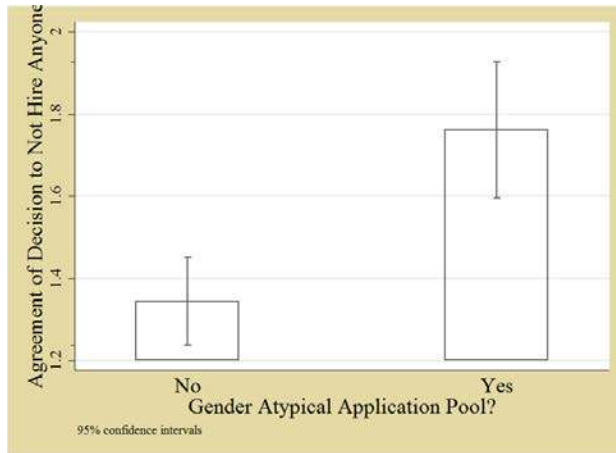 Agreement of Decision to Not Hire Anyone
2
1.8
1.6
1.4
1.2
No
Yes
Gender Atypical Application Pool?
95% confidence intervals